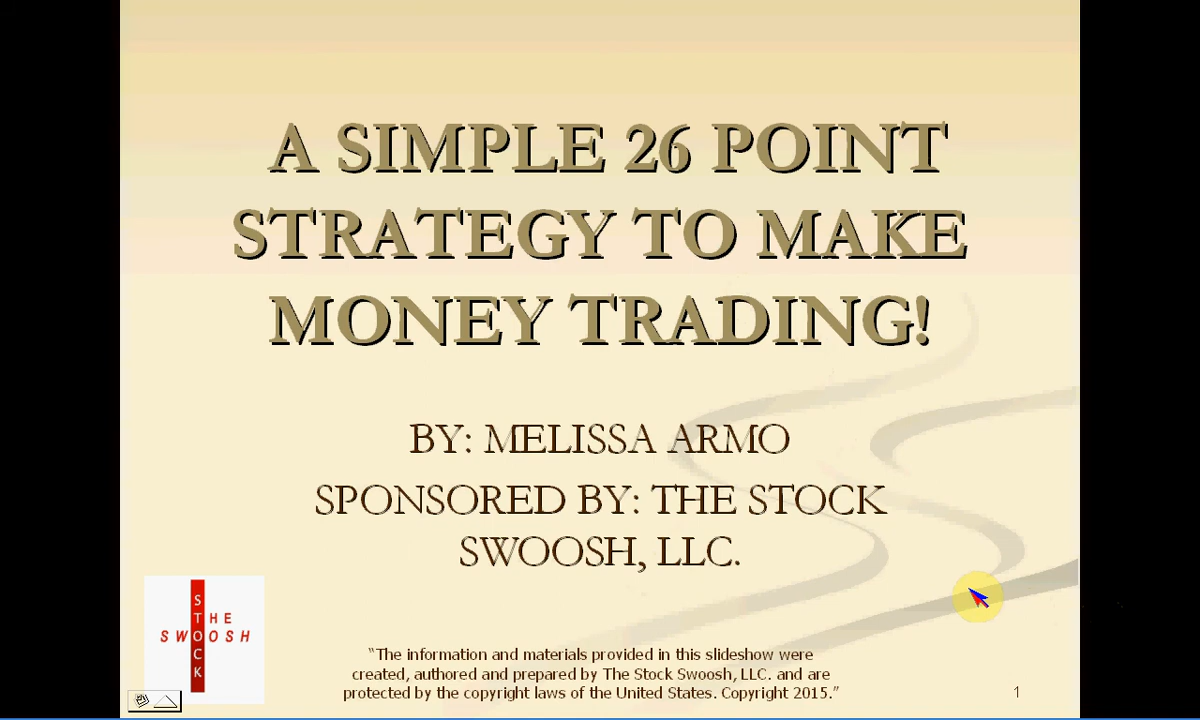 A SIMPLE 26 POINT
STRATEGY TO MAKE
MONEY TRADING!
BY: MELISSA ARMO
SPONSORED BY: THE STOCK
SWOOSH, LLC.
THE
STOCK
SWOOSH
“The information and materials provided in this slideshow were
created, authored and prepared by The Stock Swoosh, LLC. and are
protected by the copyright laws of the United States. Copyright 2015.”
1